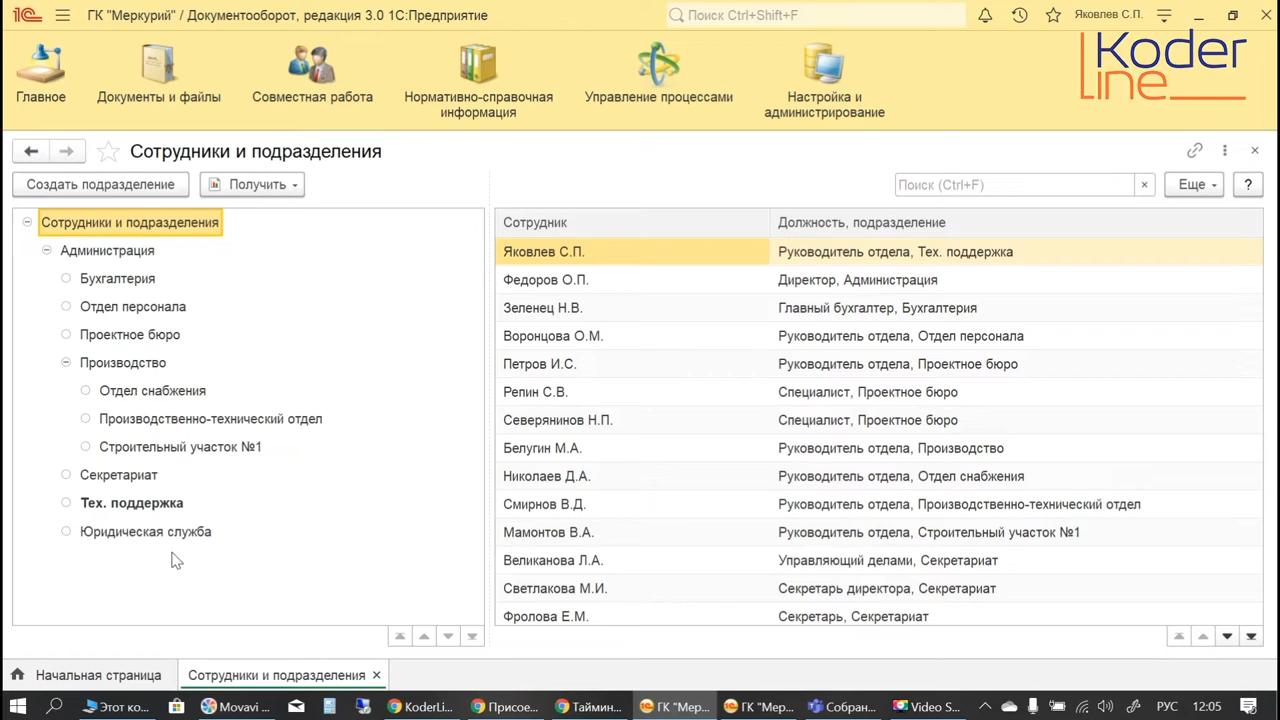 ГК "Меркурий" / Документооборот, редакция 3.0 1С:Предприятие
Поиск Ctrl+Shift+F
Яковлев С.П.
Koder
line
Главное
Документы и файлы
Совместная работа
Нормативно-справочная
информация
Управление процессами
Настройка и
администрирование
Сотрудники и подразделения
Создать подразделение
Получить
Поиск (Ctrl+F)
×
Еще
?
Сотрудники и подразделения
Администрация
Бухгалтерия
Отдел персонала
Проектное бюро
Производство
Отдел снабжения
Производственно-технический отдел
Строительный участок №1
Секретариат
Тех. поддержка
Юридическая служба
Сотрудник Должность, подразделение
Яковлев С.П. Руководитель отдела, Тех. поддержка
Федоров О.П. Директор, Администрация
Зеленец Н.В. Главный бухгалтер, Бухгалтерия
Воронцова О.М. Руководитель отдела, Отдел персонала
Петров И.С. Руководитель отдела, Проектное бюро
Репин С.В. Специалист, Проектное бюро
Северянинов Н.П. Специалист, Проектное бюро
Белугин М.А. Руководитель отдела, Производство
Николаев Д.А. Руководитель отдела, Отдел снабжения
Смирнов В.Д. Руководитель отдела, Производственно-технический отдел
Мамонтов В.А. Руководитель отдела, Строительный участок №1
Великанова Л.А. Управляющий делами, Секретариат
Светлакова М.И. Секретарь директора, Секретариат
Фролова Е.М. Секретарь, Секретариат
Начальная страница
Сотрудники и подразделения ×
Этот ко...
Movavi ...
KoderLi...
Присое...
Таймин...
ГК "Мер...
ГК "Мер...
Собран...
Video S...
РУС
12:05